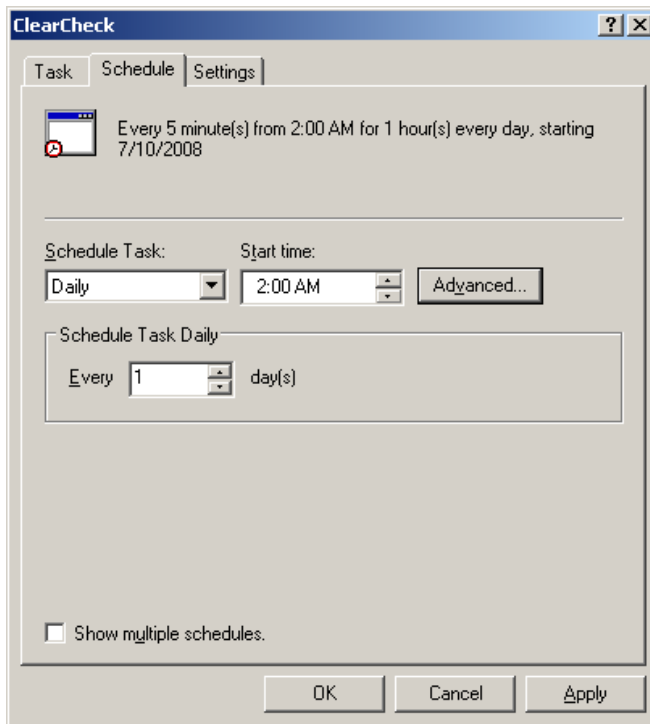 ClearCheck
Task Schedule Settings
Every 5 minute(s) from 2:00 AM for 1 hour(s) every day, starting
7/10/2008
Schedule Task: Start time:
Daily 2:00 AM Advanced...
Schedule Task Daily
Every 1 day(s)
Show multiple schedules.
OK Cancel Apply